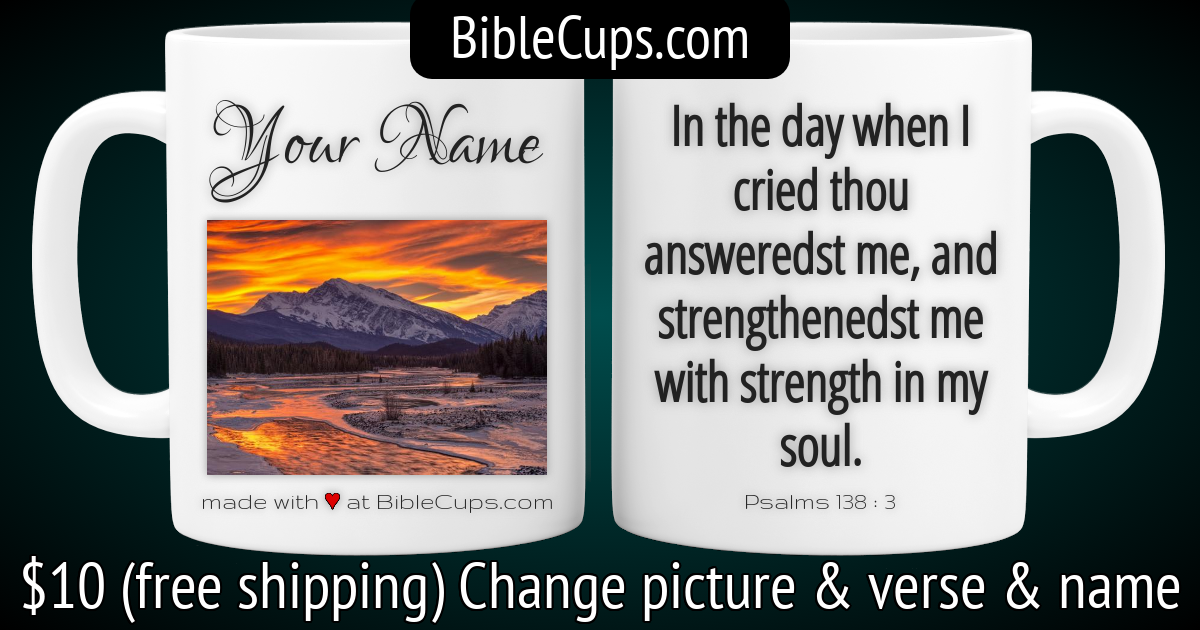 BibleCups.com
Your Name
made with ♥ at BibleCups.com
In the day when I
cried thou
answeredst me, and
strengthenedst me
with strength in my
soul.
Psalms 138 : 3
$10 (free shipping) Change picture & verse & name